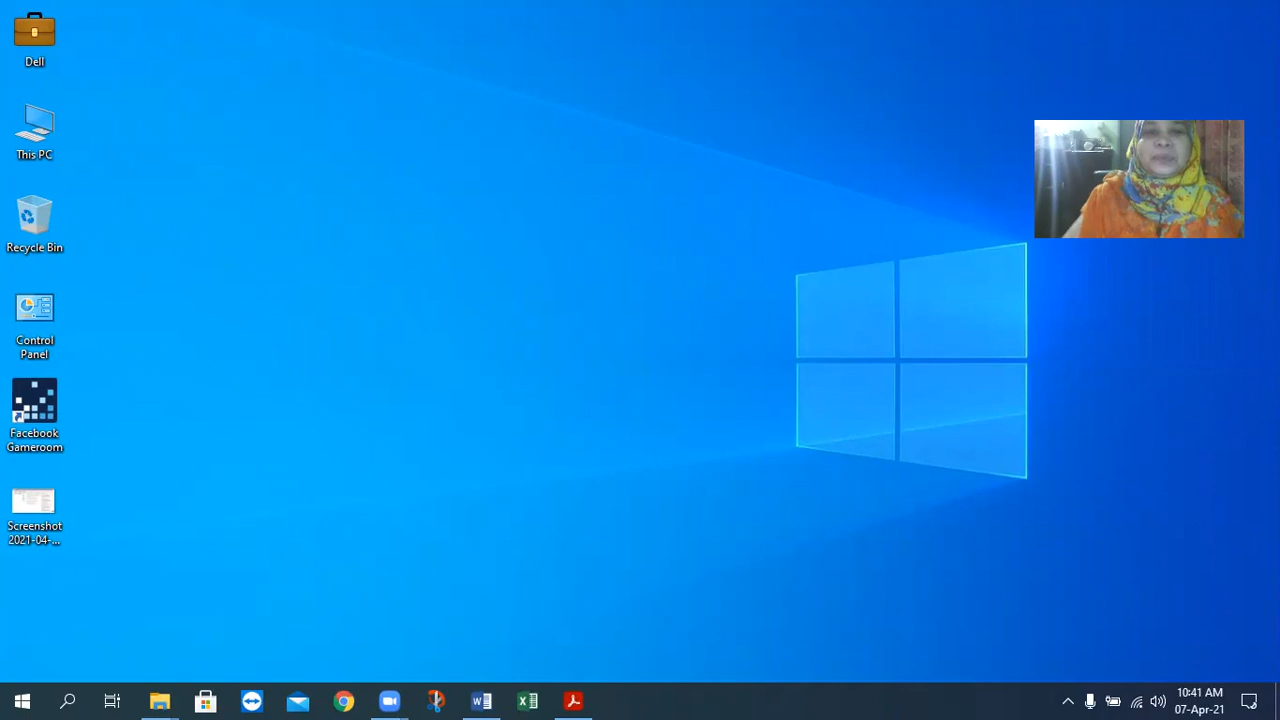 Dell
This PC
Recycle Bin
Control
Panel
Facebook
Gameroom
Screenshot
2021-04-...
10:41 AM
07-Apr-21